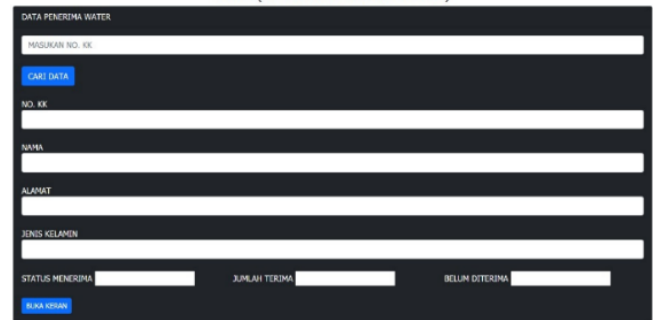 DATA PENERIMA WATER
MASUKAN NO. KK
CARI DATA
NO. KK
NAMA
ALAMAT
JENIS KELAMIN
STATUS MENERIMA JUMLAH TERIMA BELUM DITERIMA
BUKA KERAN